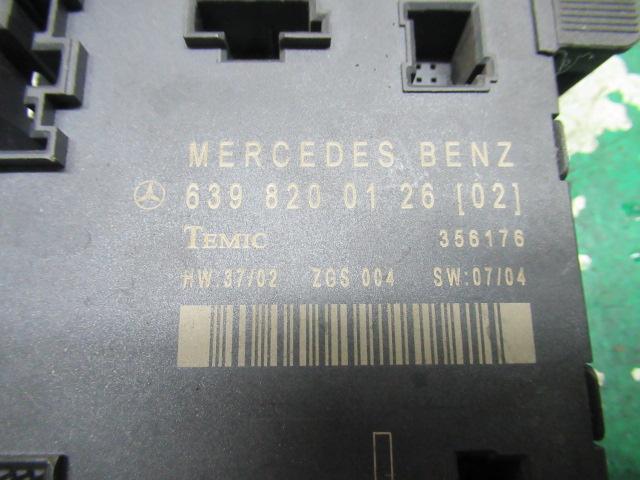 MERCEDES BENZ
639 820 01 26 [02]
TEMIC 356176
HW:37/02 ZGS 004 SW:07/04